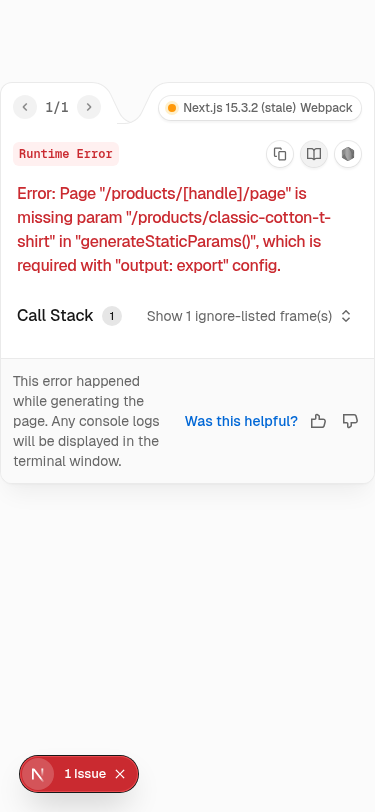 1/1
Next.js 15.3.2 (stale) Webpack
Runtime Error
Error: Page "/products/[handle]/page" is
missing param "/products/classic-cotton-t-
shirt" in "generateStaticParams()", which is
required with "output: export" config.
Call Stack 1
Show 1 ignore-listed frame(s)
This error happened
while generating the
page. Any console logs
will be displayed in the
terminal window.
Was this helpful?
N
1 Issue